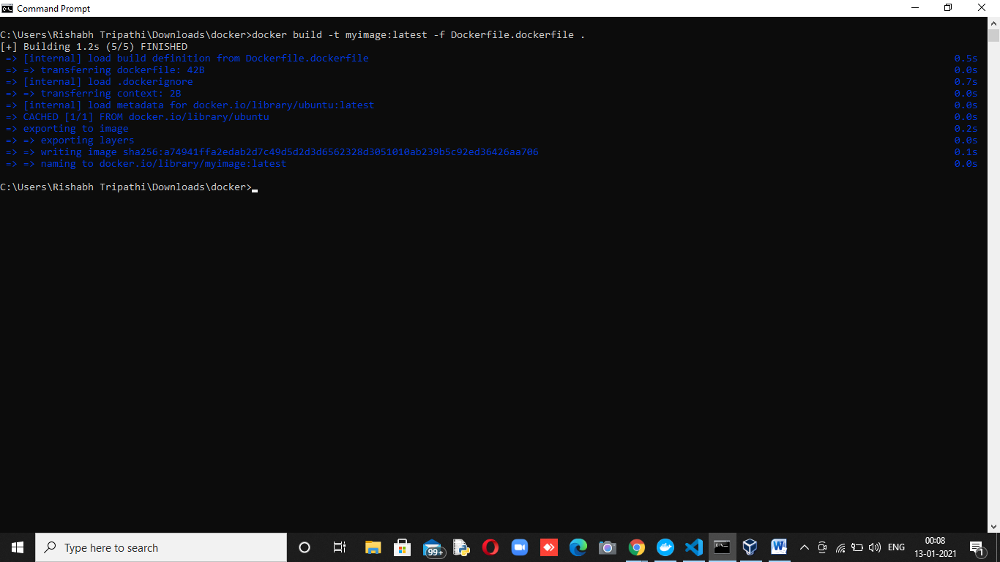 Command Prompt
C:\Users\Rishabh Tripathi\Downloads\docker>docker build -t myimage:latest -f Dockerfile.dockerfile .
[+] Building 1.2s (5/5) FINISHED
=> [internal] load build definition from Dockerfile.dockerfile 0.5s
=> => transferring dockerfile: 42B 0.0s
=> [internal] load .dockerignore 0.7s
=> => transferring context: 2B 0.0s
=> [internal] load metadata for docker.io/library/ubuntu:latest 0.0s
=> CACHED [1/1] FROM docker.io/library/ubuntu 0.0s
=> exporting to image 0.2s
=> => exporting layers 0.0s
=> => writing image sha256:a74941ffa2edab2d7c49d5d2d3d6562328d3051010ab239b5c92ed36426aa706 0.1s
=> => naming to docker.io/library/myimage:latest 0.0s
C:\Users\Rishabh Tripathi\Downloads\docker>
Type here to search
99+
ENG
00:08
13-01-2021
1